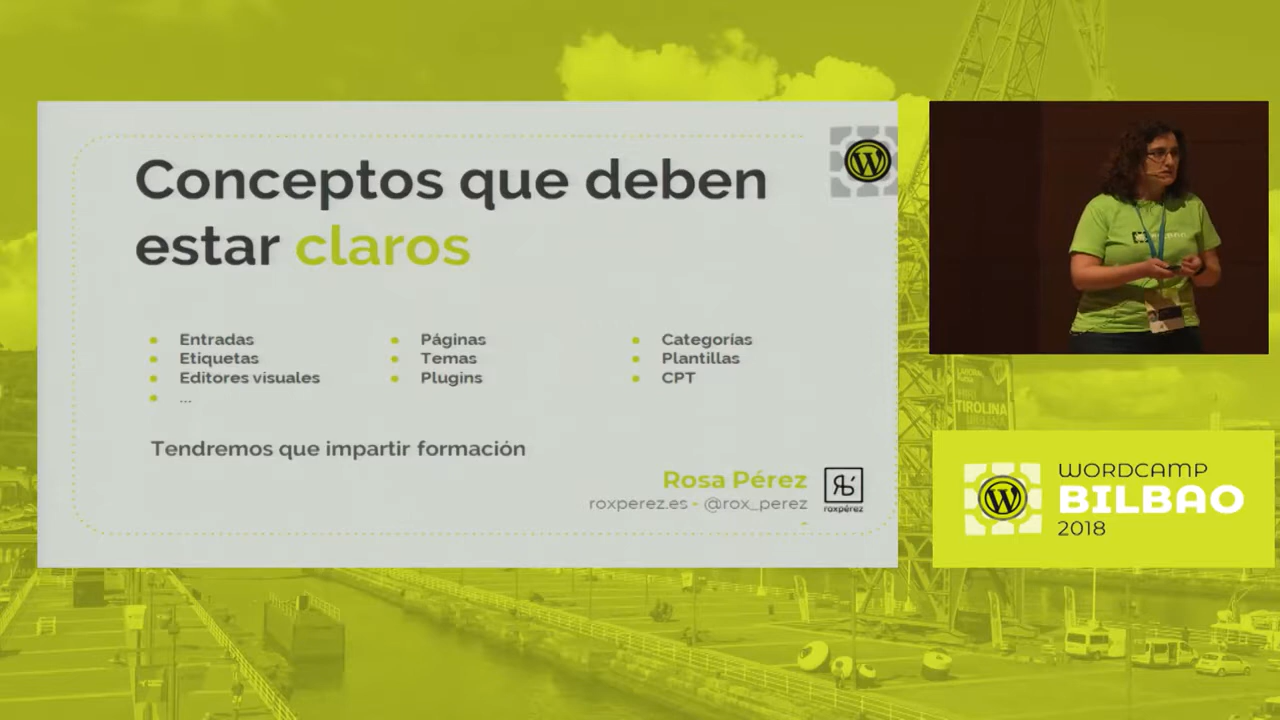 Conceptos que deben
estar claros
Entradas
Etiquetas
Editores visuales
...
Páginas
Temas
Plugins
Categorías
Plantillas
CPT
Tendremos que impartir formación
Rosa Pérez
roxperez.es - @rox_perez
roxpérez
TIROLINA
WORDCAMP
BILBAO
2018